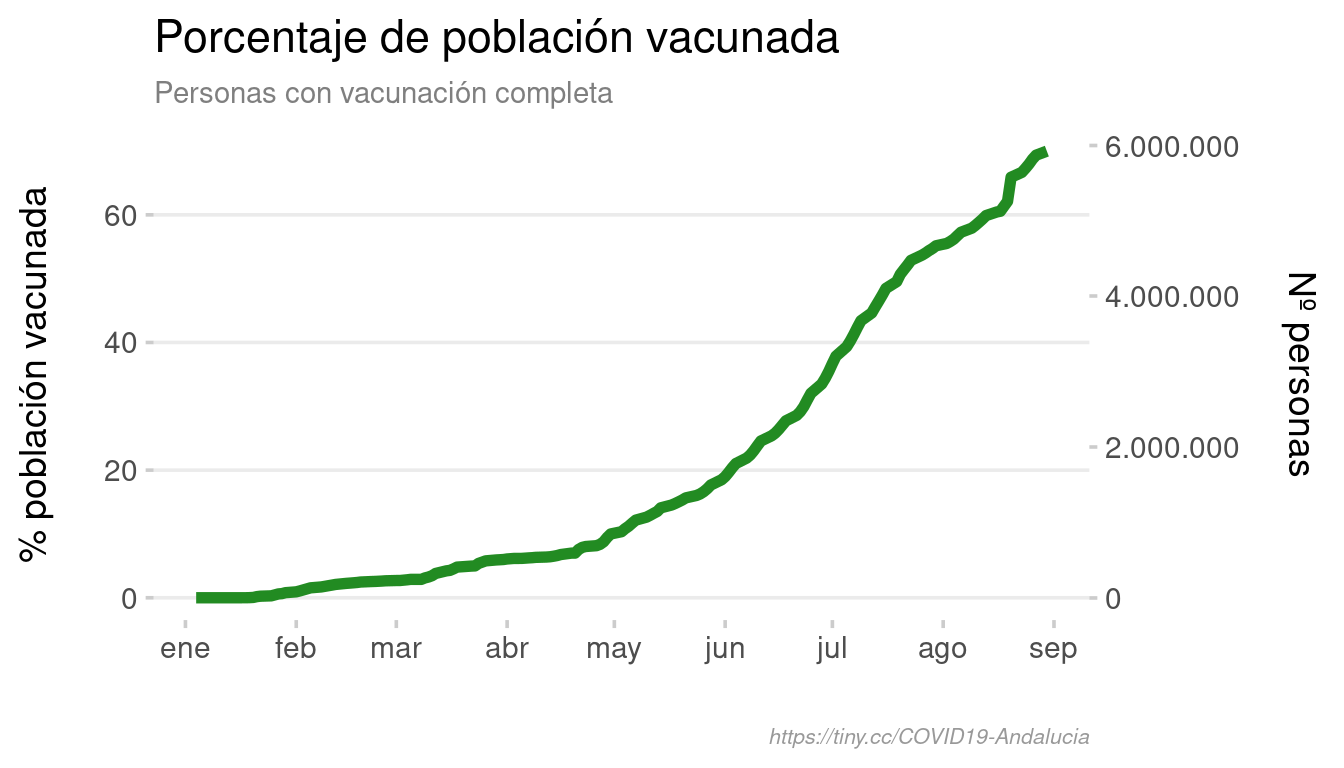 Porcentaje de población vacunada
Personas con vacunación completa
% población vacunada
60
40
20
0
6.000.000
4.000.000
2.000.000
0
Nº personas
ene feb mar abr may jun jul ago sep
https://tiny.cc/COVID19-Andalucia